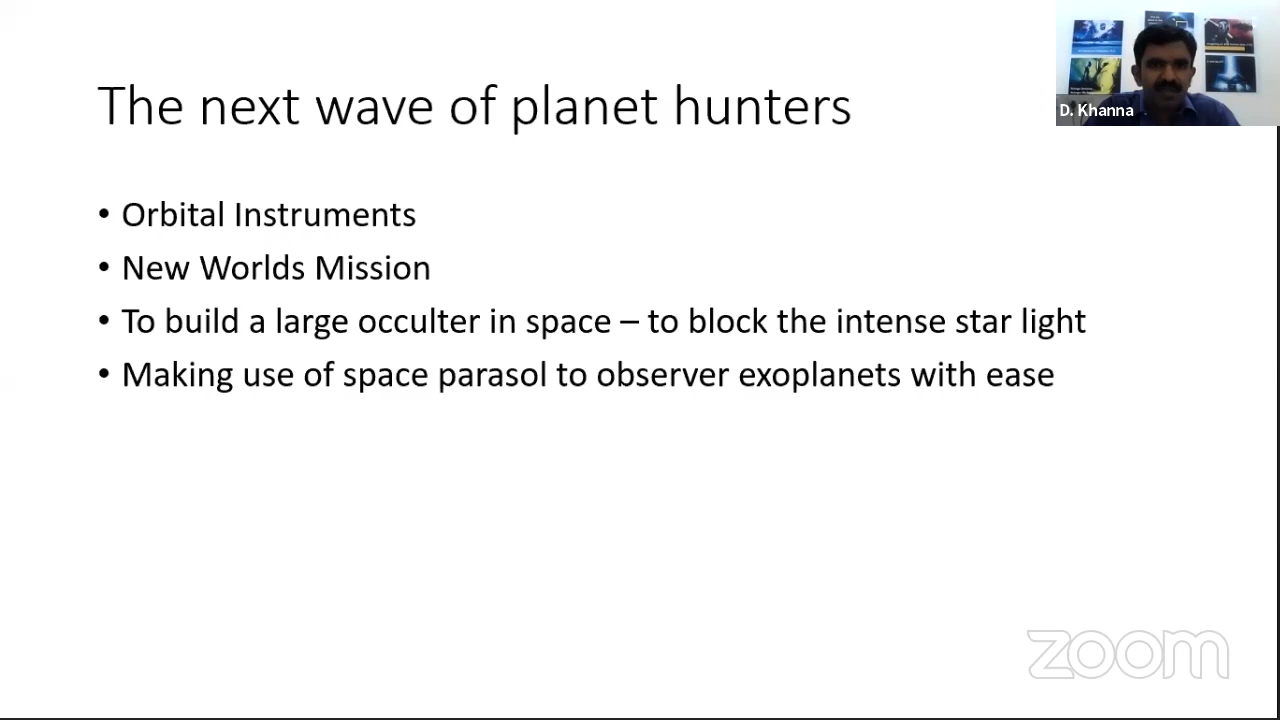 The next wave of planet hunters
• Orbital Instruments
• New Worlds Mission
• To build a large occulter in space – to block the intense star light
• Making use of space parasol to observer exoplanets with ease
D. Khanna
zoom